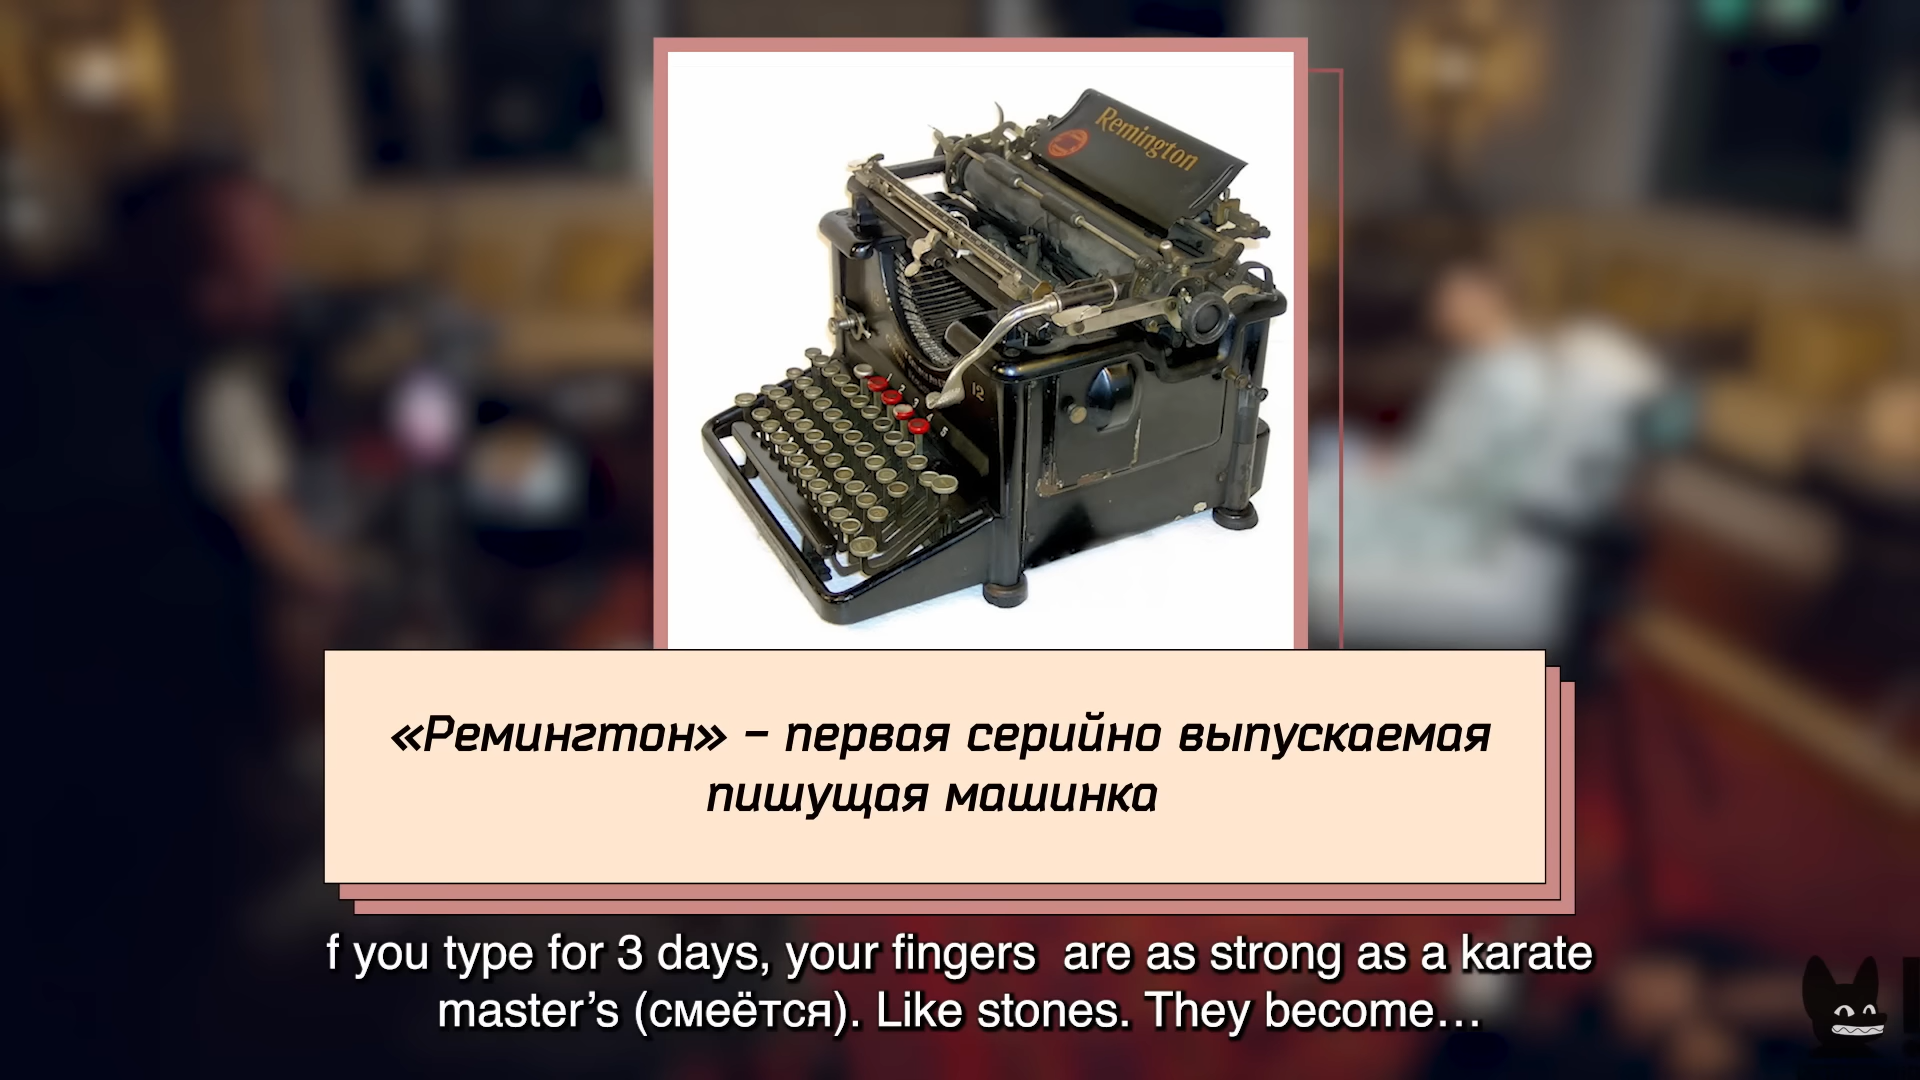 Remington
12
«Ремингтон» – первая серийно выпускаемая
пишущая машинка
f you type for 3 days, your fingers  are as strong as a karate
master’s (смеётся). Like stones. They become…